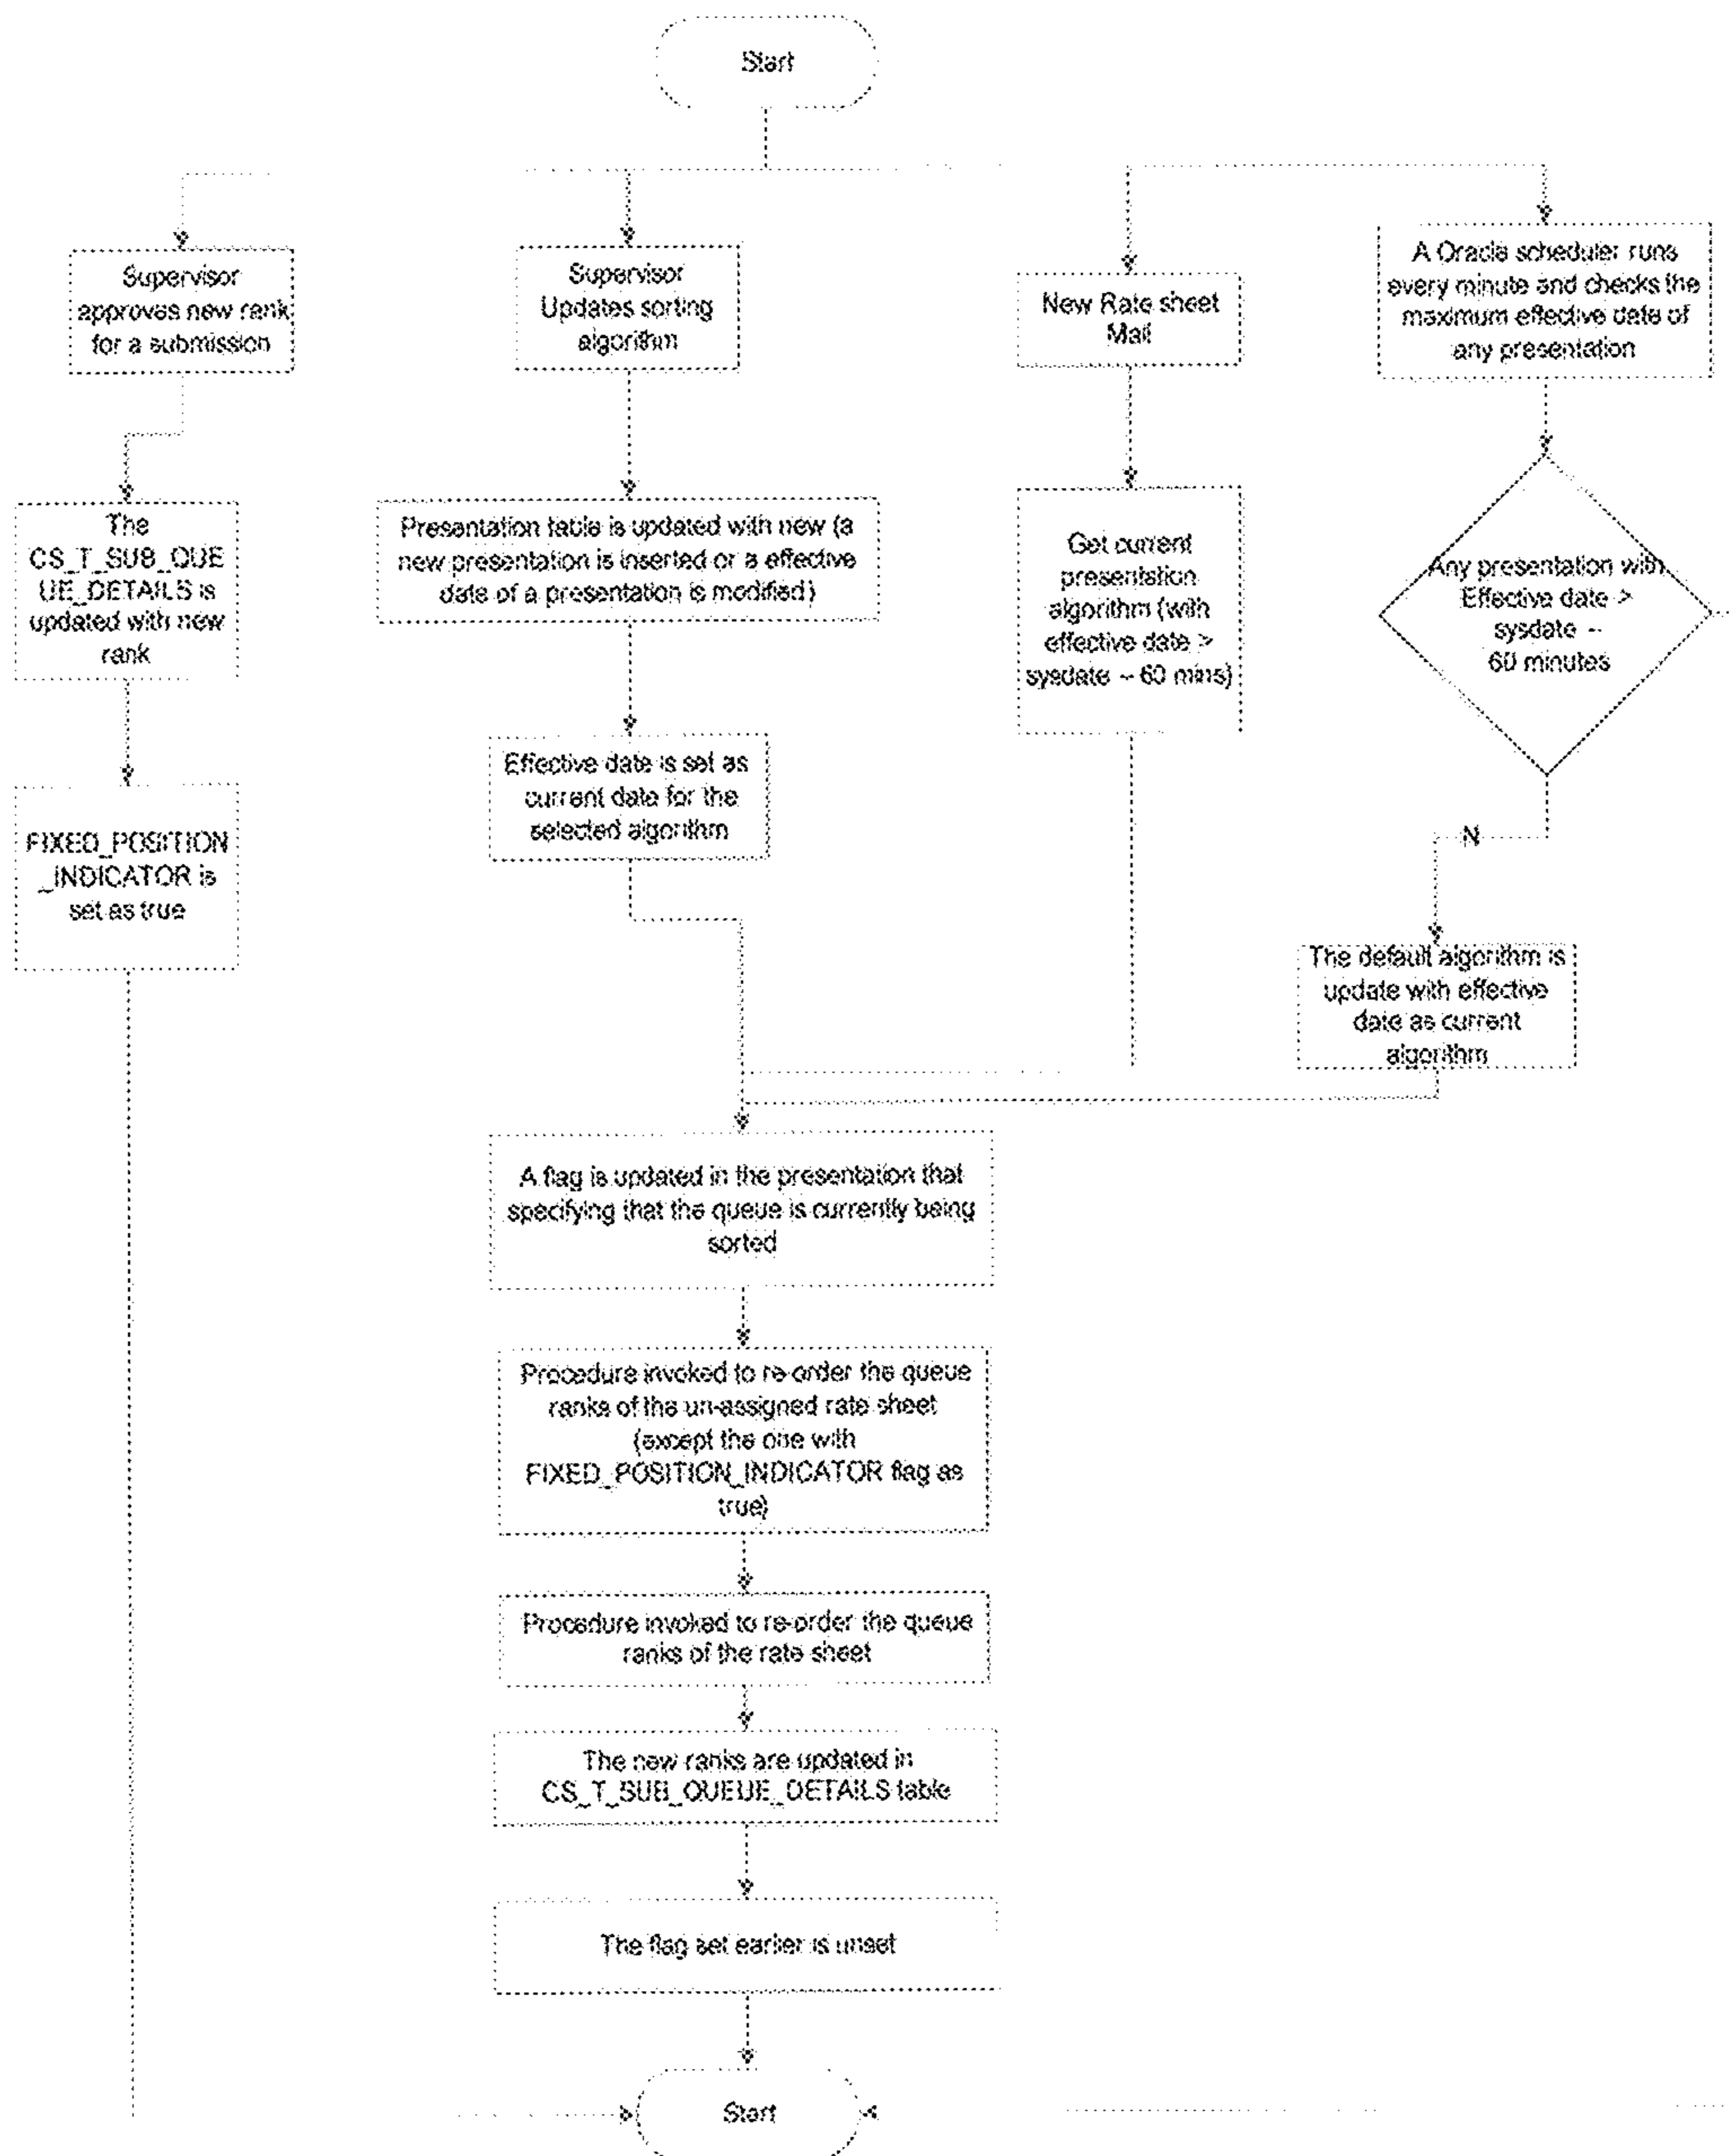 Start
Supervisor
approves new rank
for a submission
Supervisor
Updates sorting
algorithm
New Rate sheet
Mail
A Oracle scheduler runs
every minute and checks the
maximum effective date of
any presentation
The
CS_T_SUB_QUE
UE_DETAILS is
updated with new
rank
Presentation table is updated with new (a
new presentation is inserted or a effective
date of a presentation is modified)
Get current
presentation
algorithm (with
effective date >
sysdate – 60 mins)
Any presentation with
Effective date >
sysdate –
60 minutes
Effective date is set as
current date for the
selected algorithm
FIXED_POSITION
_INDICATOR is
set as true
N
The default algorithm is
update with effective
date as current
algorithm
A flag is updated in the presentation that
specifying that the queue is currently being
sorted
Procedure invoked to re-order the queue
ranks of the un-assigned rate sheet
(except the one with
FIXED_POSITION_INDICATOR flag as
true)
Procedure invoked to re-order the queue
ranks of the rate sheet
The new ranks are updated in
CS_T_SUB_QUEUE_DETAILS table
The flag set earlier is unset
Start